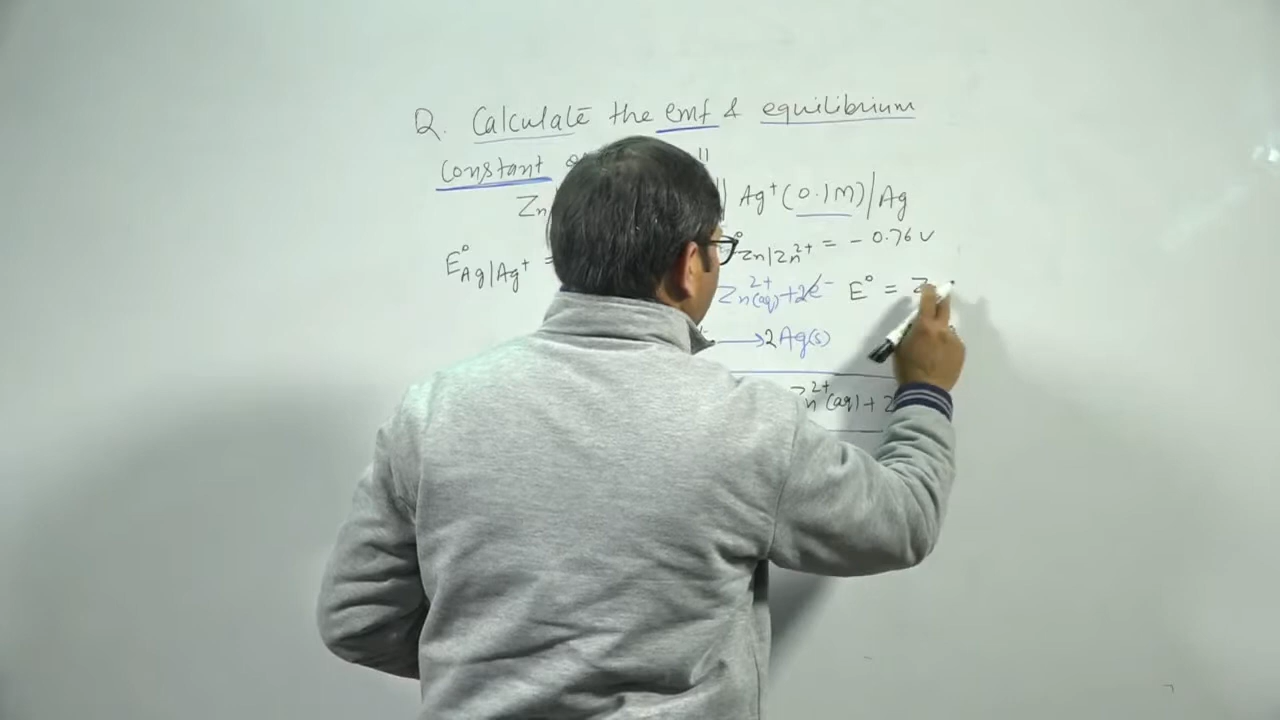 Q. Calculate the emf & equilibrium
constant
Zn || Ag⁺(0.1M)/Ag
E°Ag|Ag⁺ = °Zn|Zn²⁺ = -0.76 V
Zn²⁺(aq)+2e⁻ E° =
⟶2Ag(s)
n²⁺(aq) + 2